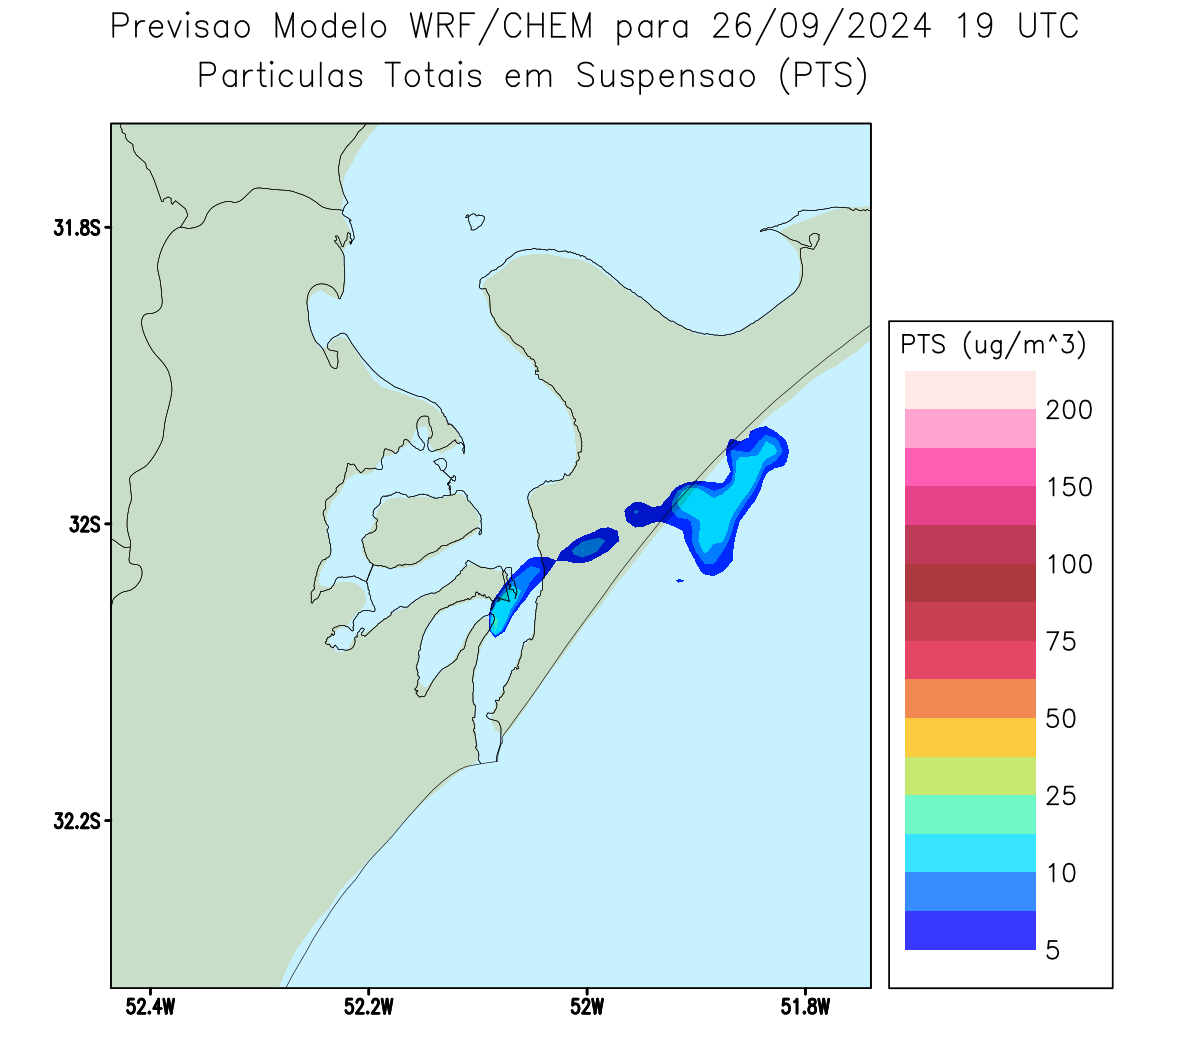 Previsao Modelo WRF/CHEM para 26/09/2024 19 UTC
Particulas Totais em Suspensao (PTS)
31.8S
32S
32.2S
52.4W
52.2W
52W
51.8W
PTS (ug/m^3)
200
150
100
75
50
25
10
5